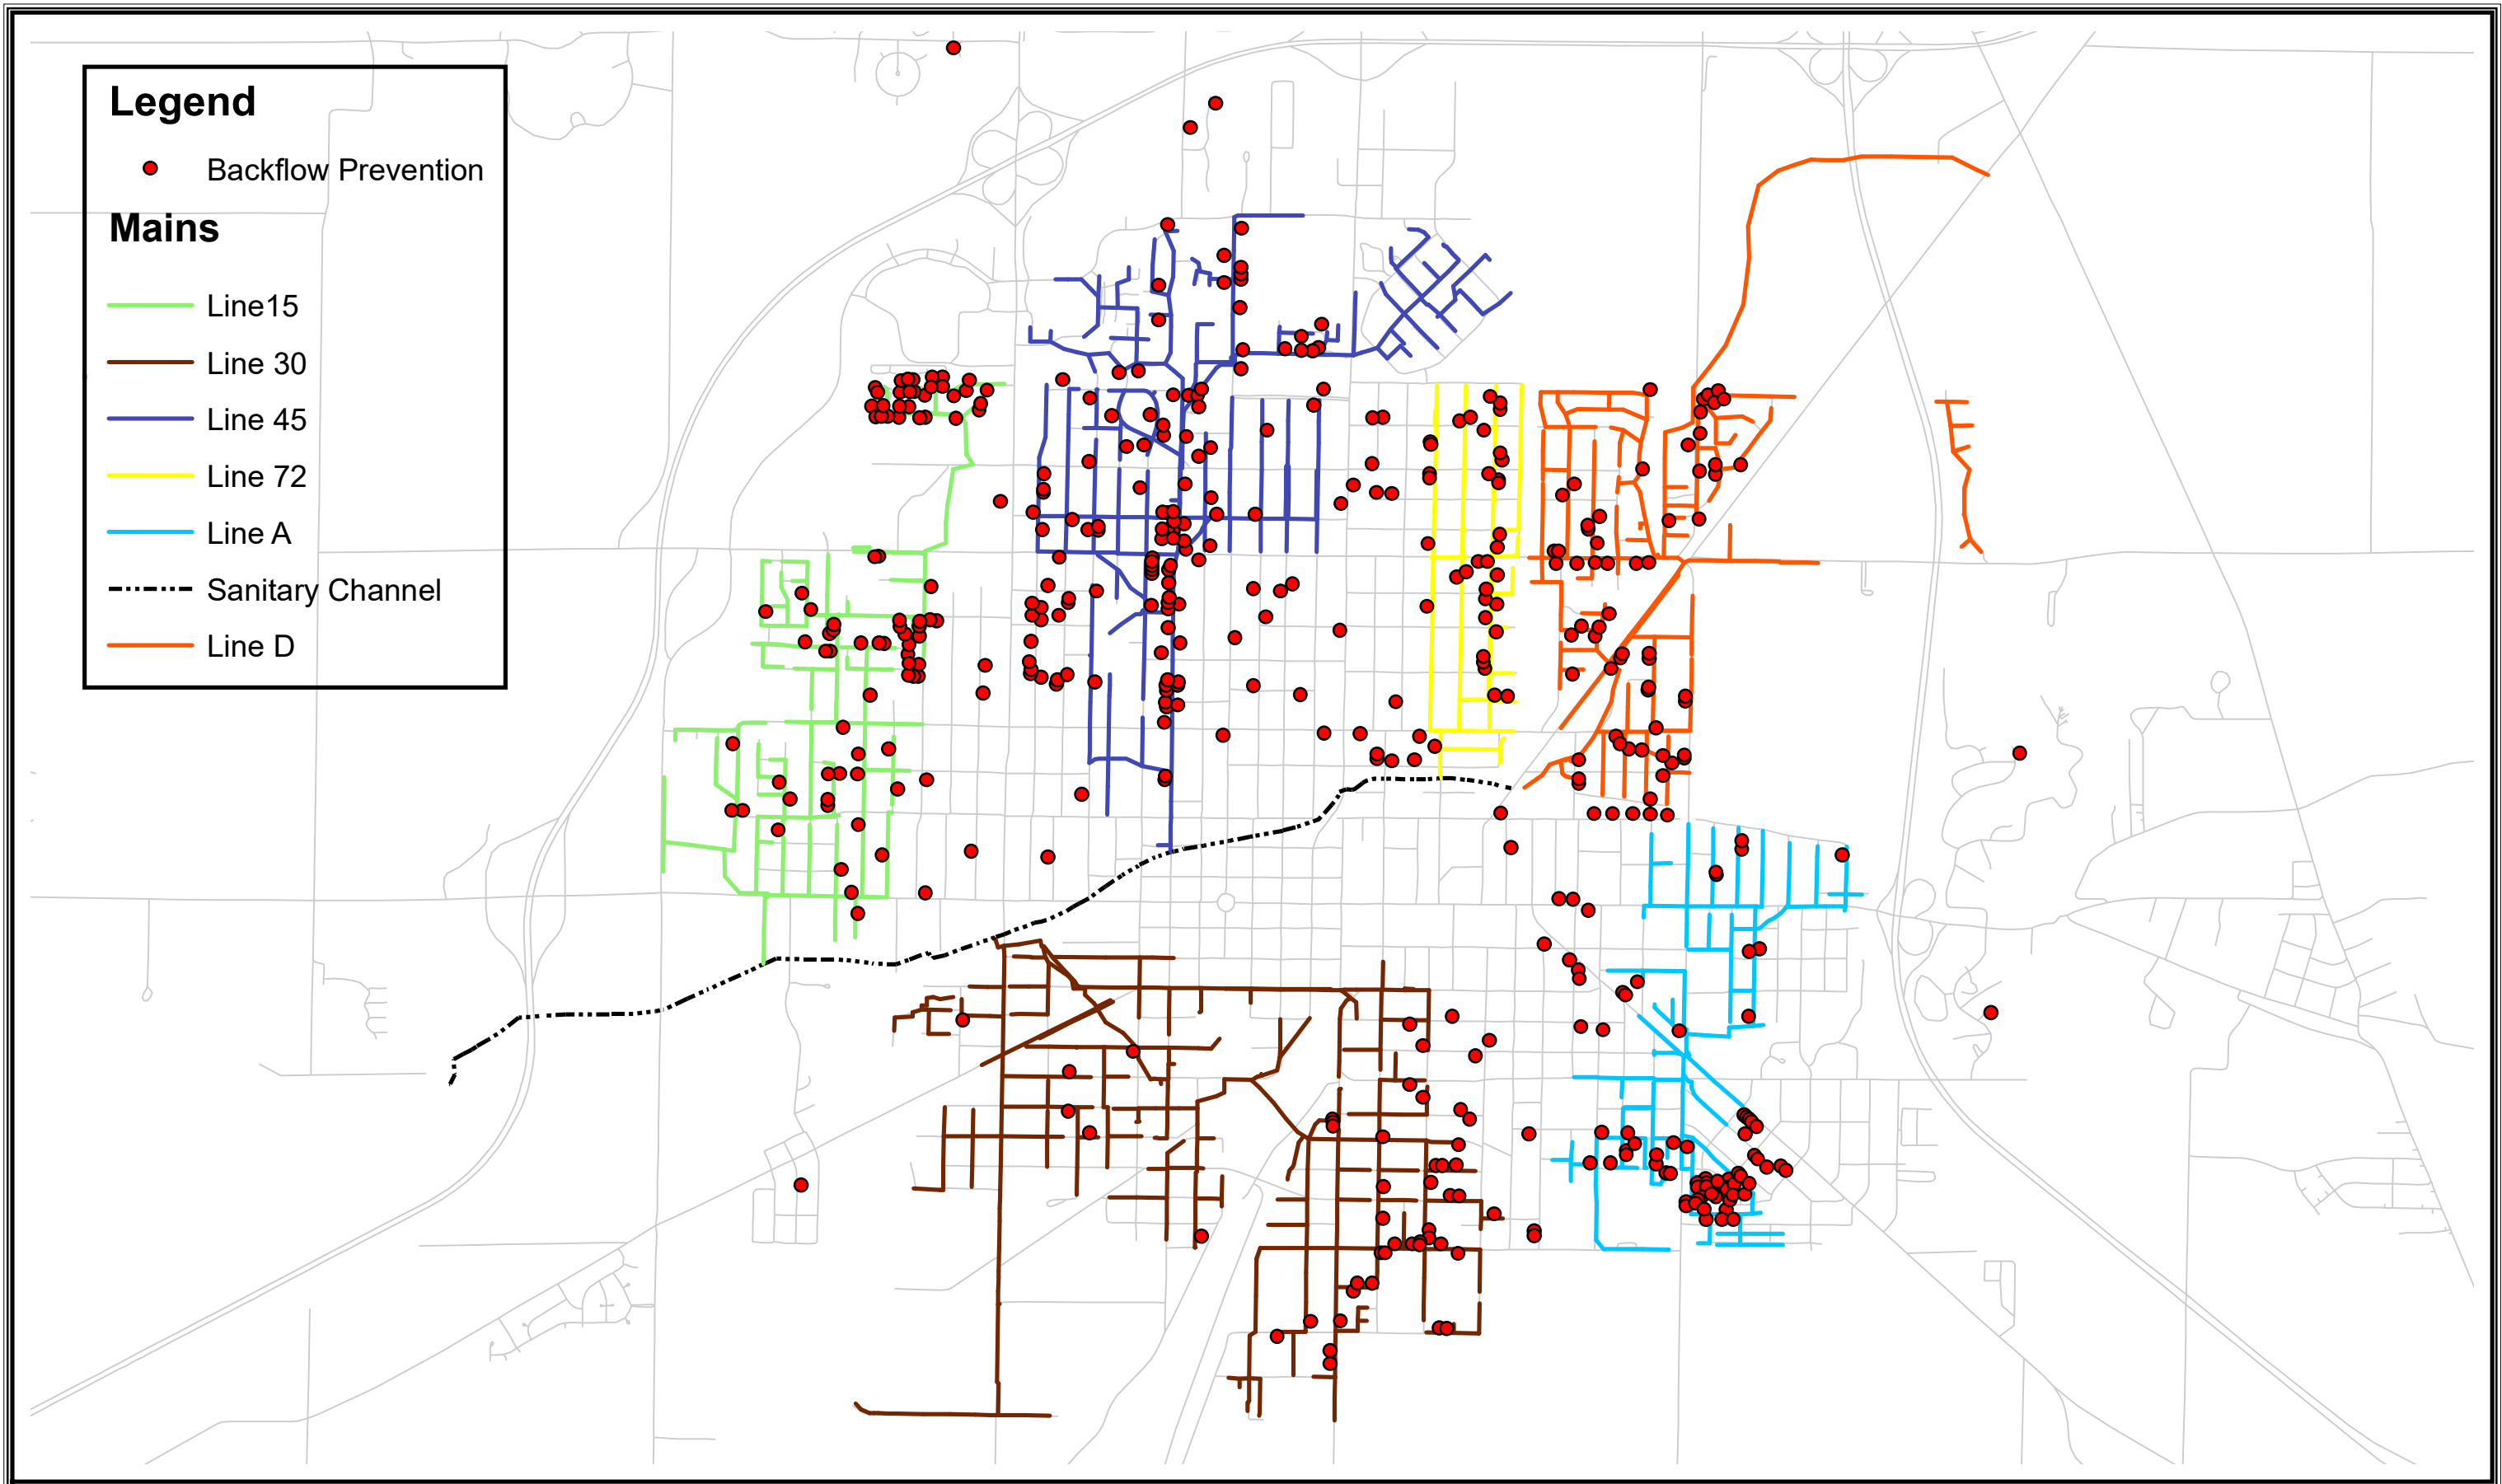 Legend
Backflow Prevention
Mains
Line15
Line 30
Line 45
Line 72
Line A
Sanitary Channel
Line D